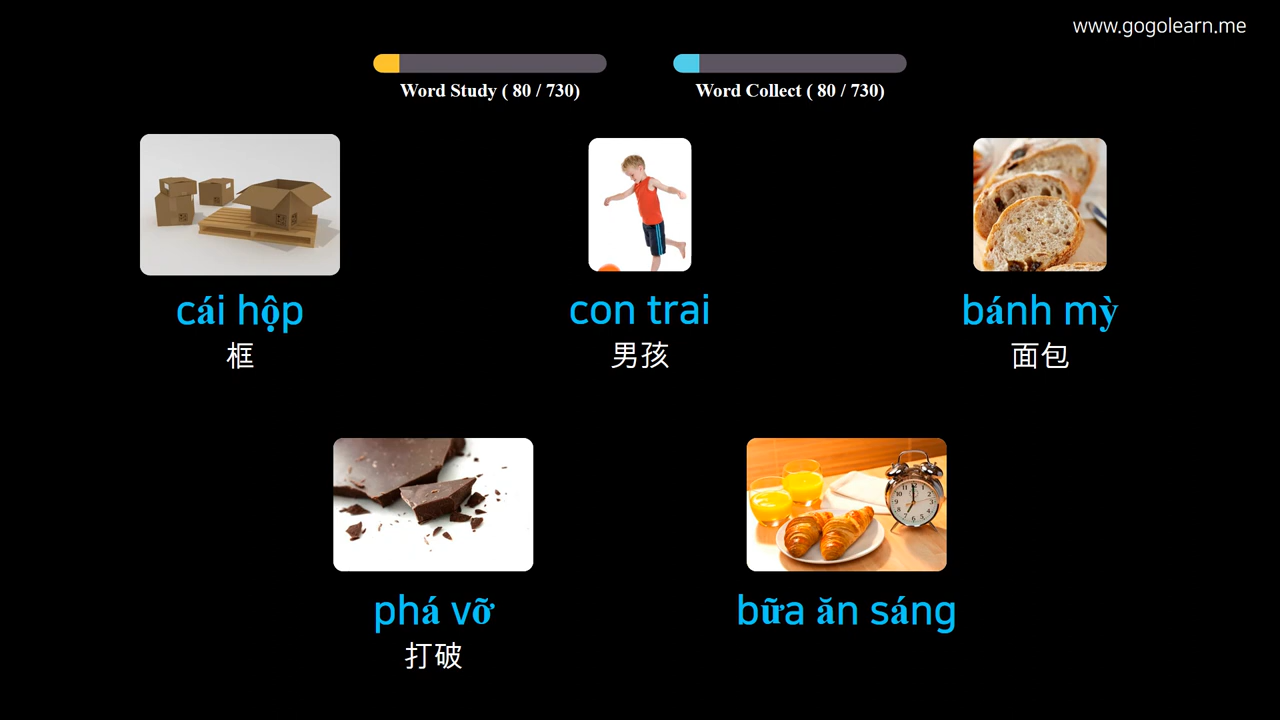 www.gogolearn.me
Word Study ( 80 / 730)
Word Collect ( 80 / 730)
cái hộp
框
con trai
男孩
bánh mỳ
面包
phá vỡ
打破
bữa ăn sáng